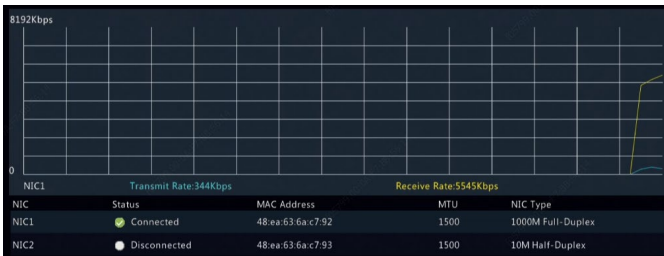 8192Kbps
0
NIC1 Transmit Rate:344Kbps Receive Rate:5545Kbps
NIC Status MAC Address MTU NIC Type
NIC1 Connected 48:ea:63:6a:c7:92 1500 1000M Full-Duplex
NIC2 Disconnected 48:ea:63:6a:c7:93 1500 10M Half-Duplex